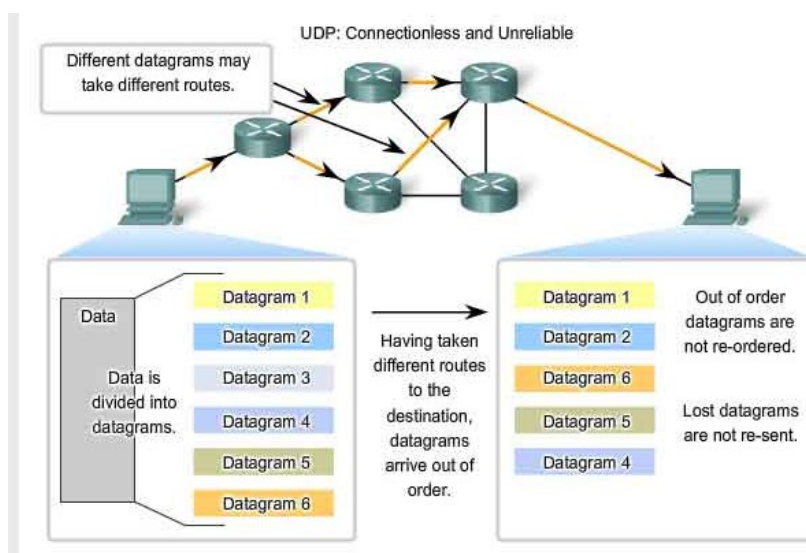 UDP: Connectionless and Unreliable
Different datagrams may
take different routes.
Data
Data is
divided into
datagrams.
Datagram 1
Datagram 2
Datagram 3
Datagram 4
Datagram 5
Datagram 6
Having taken
different routes
to the
destination,
datagrams
arrive out of
order.
Datagram 1
Datagram 2
Datagram 6
Datagram 5
Datagram 4
Out of order
datagrams are
not re-ordered.
Lost datagrams
are not re-sent.